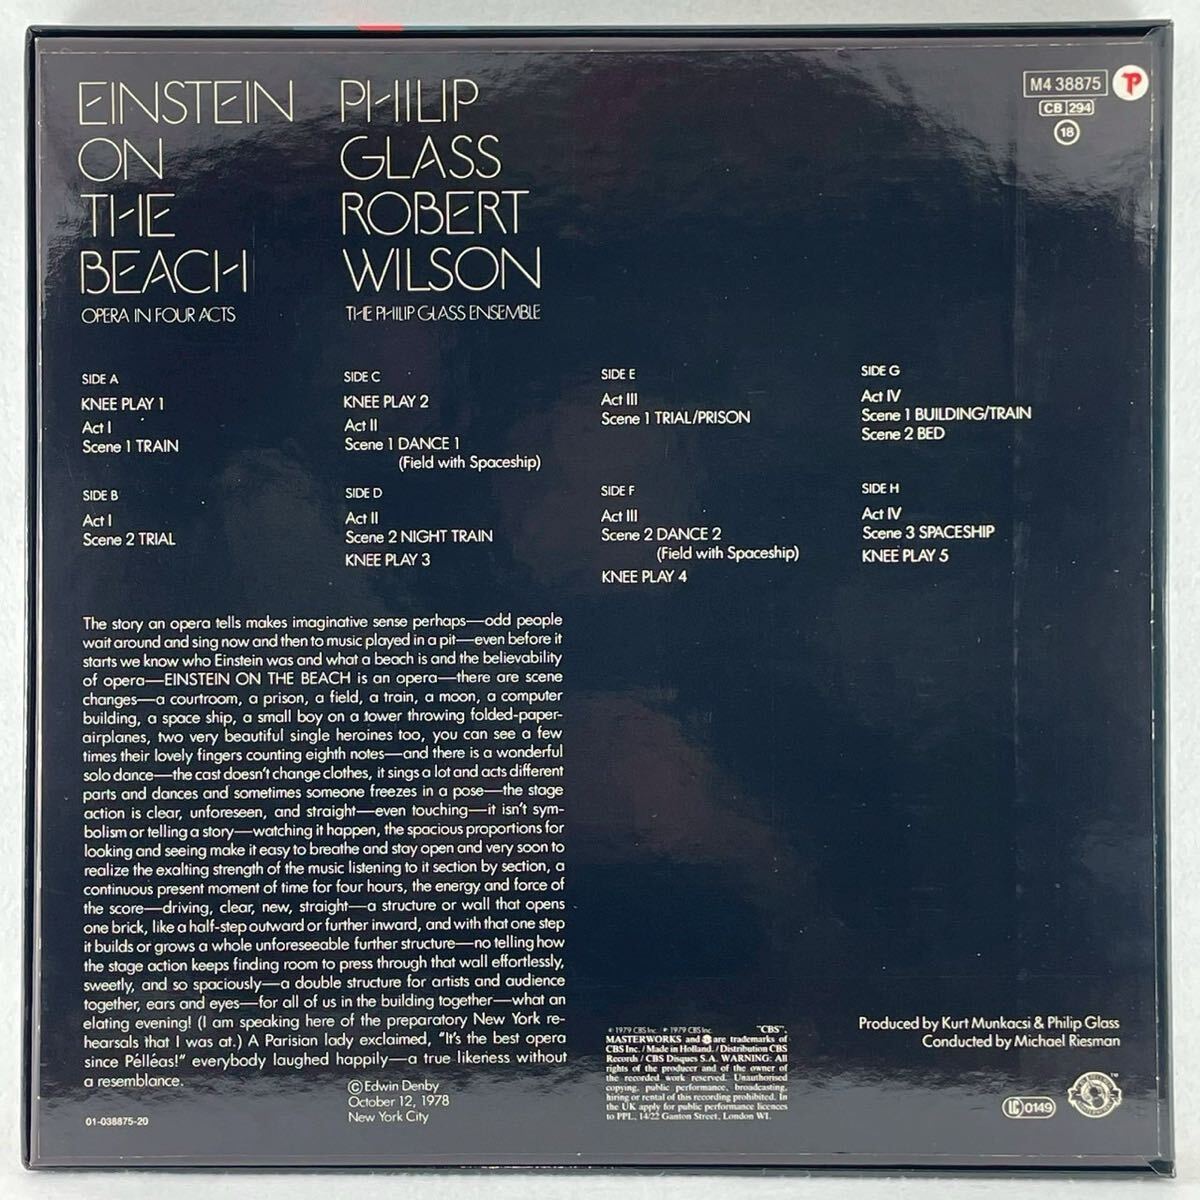 EINSTEIN
ON
THE
BEACH
OPERA IN FOUR ACTS
PHILIP
GLASS
ROBERT
WILSON
THE PHILIP GLASS ENSEMBLE
M4 38875
CB 294
18
SIDE A
KNEE PLAY 1
Act I
Scene 1 TRAIN
SIDE B
Act I
Scene 2 TRIAL
SIDE C
KNEE PLAY 2
Act II
Scene 1 DANCE 1
(Field with Spaceship)
SIDE D
Act II
Scene 2 NIGHT TRAIN
KNEE PLAY 3
SIDE E
Act III
Scene 1 TRIAL/PRISON
SIDE F
Act III
Scene 2 DANCE 2
(Field with Spaceship)
KNEE PLAY 4
SIDE G
Act IV
Scene 1 BUILDING/TRAIN
Scene 2 BED
SIDE H
Act IV
Scene 3 SPACESHIP
KNEE PLAY 5
The story an opera tells makes imaginative sense perhaps—odd people
wait around and sing now and then to music played in a pit—even before it
starts we know who Einstein was and what a beach is and the believability
of opera—EINSTEIN ON THE BEACH is an opera—there are scene
changes—a courtroom, a prison, a field, a train, a moon, a computer
building, a space ship, a small boy on a tower throwing folded-paper-
airplanes, two very beautiful single heroines too, you can see a few
times their lovely fingers counting eighth notes—and there is a wonderful
solo dance—the cast doesn't change clothes, it sings a lot and acts different
parts and dances and sometimes someone freezes in a pose—the stage
action is clear, unforeseen, and straight—even touching—it isn't sym-
bolism or telling a story—watching it happen, the spacious proportions for
looking and seeing make it easy to breathe and stay open and very soon to
realize the exalting strength of the music listening to it section by section, a
continuous present moment of time for four hours, the energy and force of
the score—driving, clear, new, straight—a structure or wall that opens
one brick, like a half-step outward or further inward, and with that one step
it builds or grows a whole unforeseeable further structure—no telling how
the stage action keeps finding room to press through that wall effortlessly,
sweetly, and so spaciously—a double structure for artists and audience
together, ears and eyes—for all of us in the building together—what an
elating evening! (I am speaking here of the preparatory New York re-
hearsals that I was at.) A Parisian lady exclaimed, "It's the best opera
since Pélléas!" everybody laughed happily—a true likeness without
a resemblance.
© Edwin Denby
October 12, 1978
New York City
01-038875-20
© 1979 CBS Inc. / ℗ 1979 CBS Inc. "CBS",
MASTERWORKS and are trademarks of
CBS Inc. / Made in Holland. / Distribution CBS
Records / CBS Disques S.A. WARNING: All
rights of the producer and of the owner of
the recorded work reserved. Unauthorised
copying, public performance, broadcasting,
hiring or rental of this recording prohibited. In
the UK apply for public performance licences
to PPL, 14/22 Ganton Street, London W1.
Produced by Kurt Munkacsi & Philip Glass
Conducted by Michael Riesman
LC 0149
TM